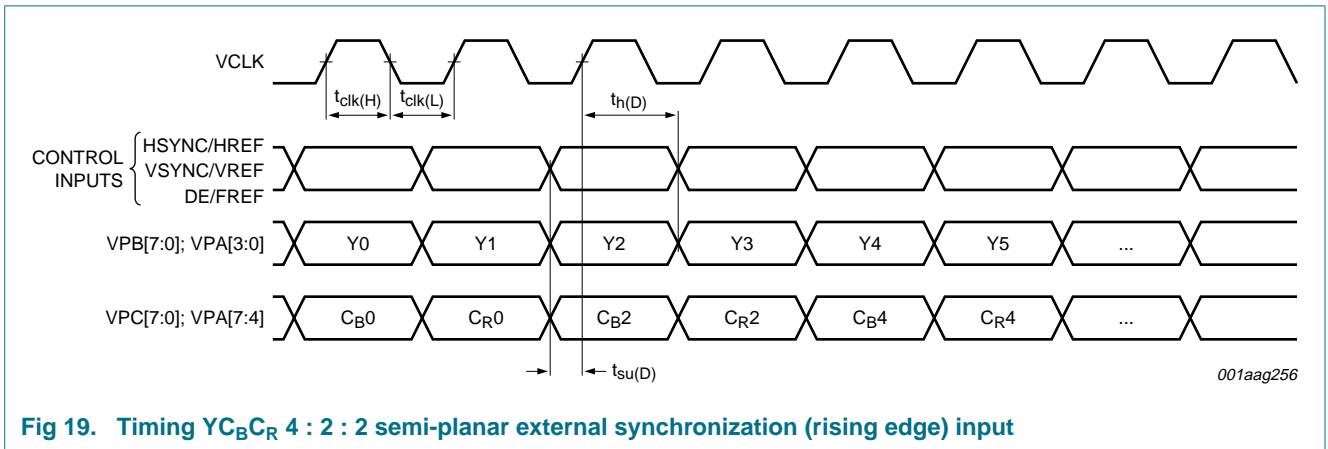 VCLK
tclk(H) tclk(L) th(D)
CONTROL INPUTS { HSYNC/HREF
VSYNC/VREF
DE/FREF
VPB[7:0]; VPA[3:0] Y0 Y1 Y2 Y3 Y4 Y5 ...
VPC[7:0]; VPA[7:4] CB0 CR0 CB2 CR2 CB4 CR4 ...
tsu(D)
001aag256
Fig 19. Timing YCBCR 4 : 2 : 2 semi-planar external synchronization (rising edge) input